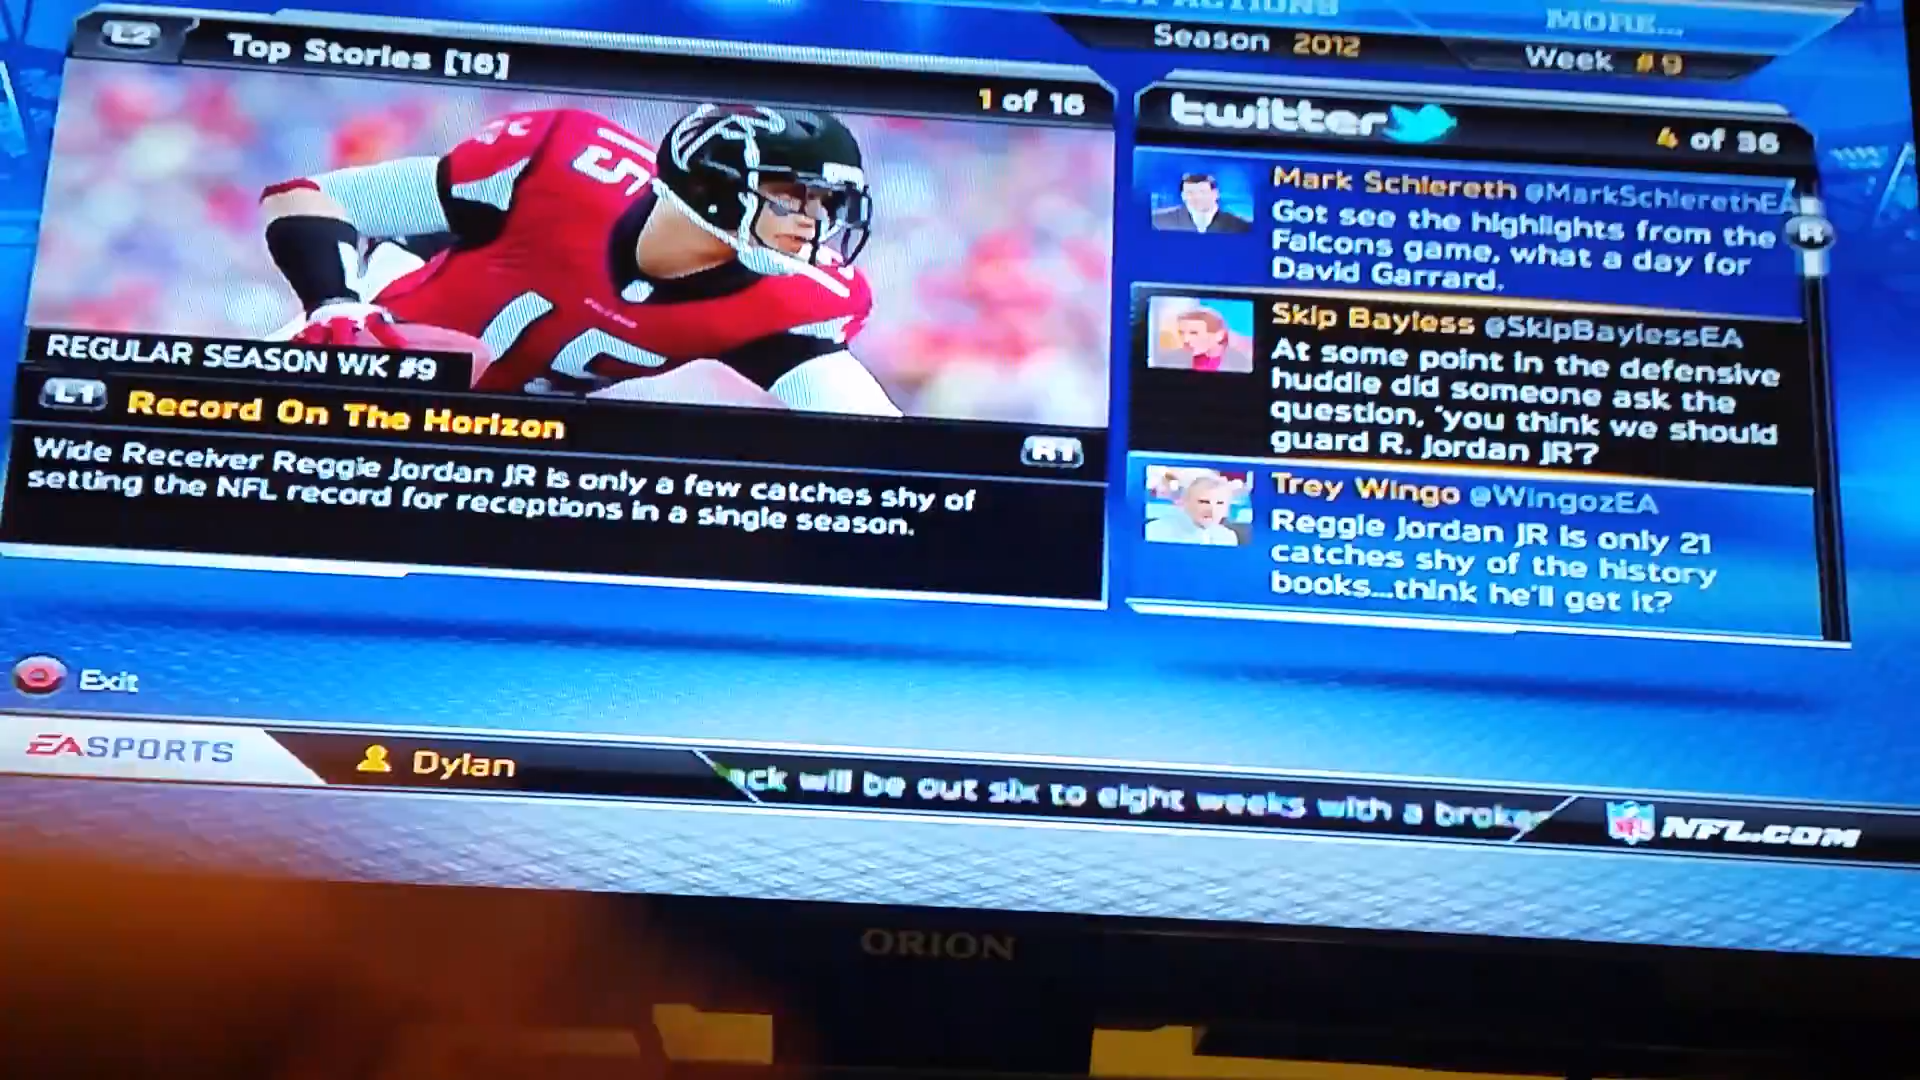 MORE...
Season 2012
Week #9
L2 Top Stories [16]
1 of 16
15
REGULAR SEASON WK #9
L1 Record On The Horizon R1
Wide Receiver Reggie Jordan JR is only a few catches shy of
setting the NFL record for receptions in a single season.
twitter
4 of 36
Mark Schlereth @MarkSchlerethEA
Got see the highlights from the
Falcons game, what a day for
David Garrard.
R
Skip Bayless @SkipBaylessEA
At some point in the defensive
huddle did someone ask the
question, 'you think we should
guard R. Jordan JR?
Trey Wingo @WingozEA
Reggie Jordan JR is only 21
catches shy of the history
books...think he'll get it?
Exit
EA SPORTS
Dylan
ack will be out six to eight weeks with a broke
NFL.COM
ORION